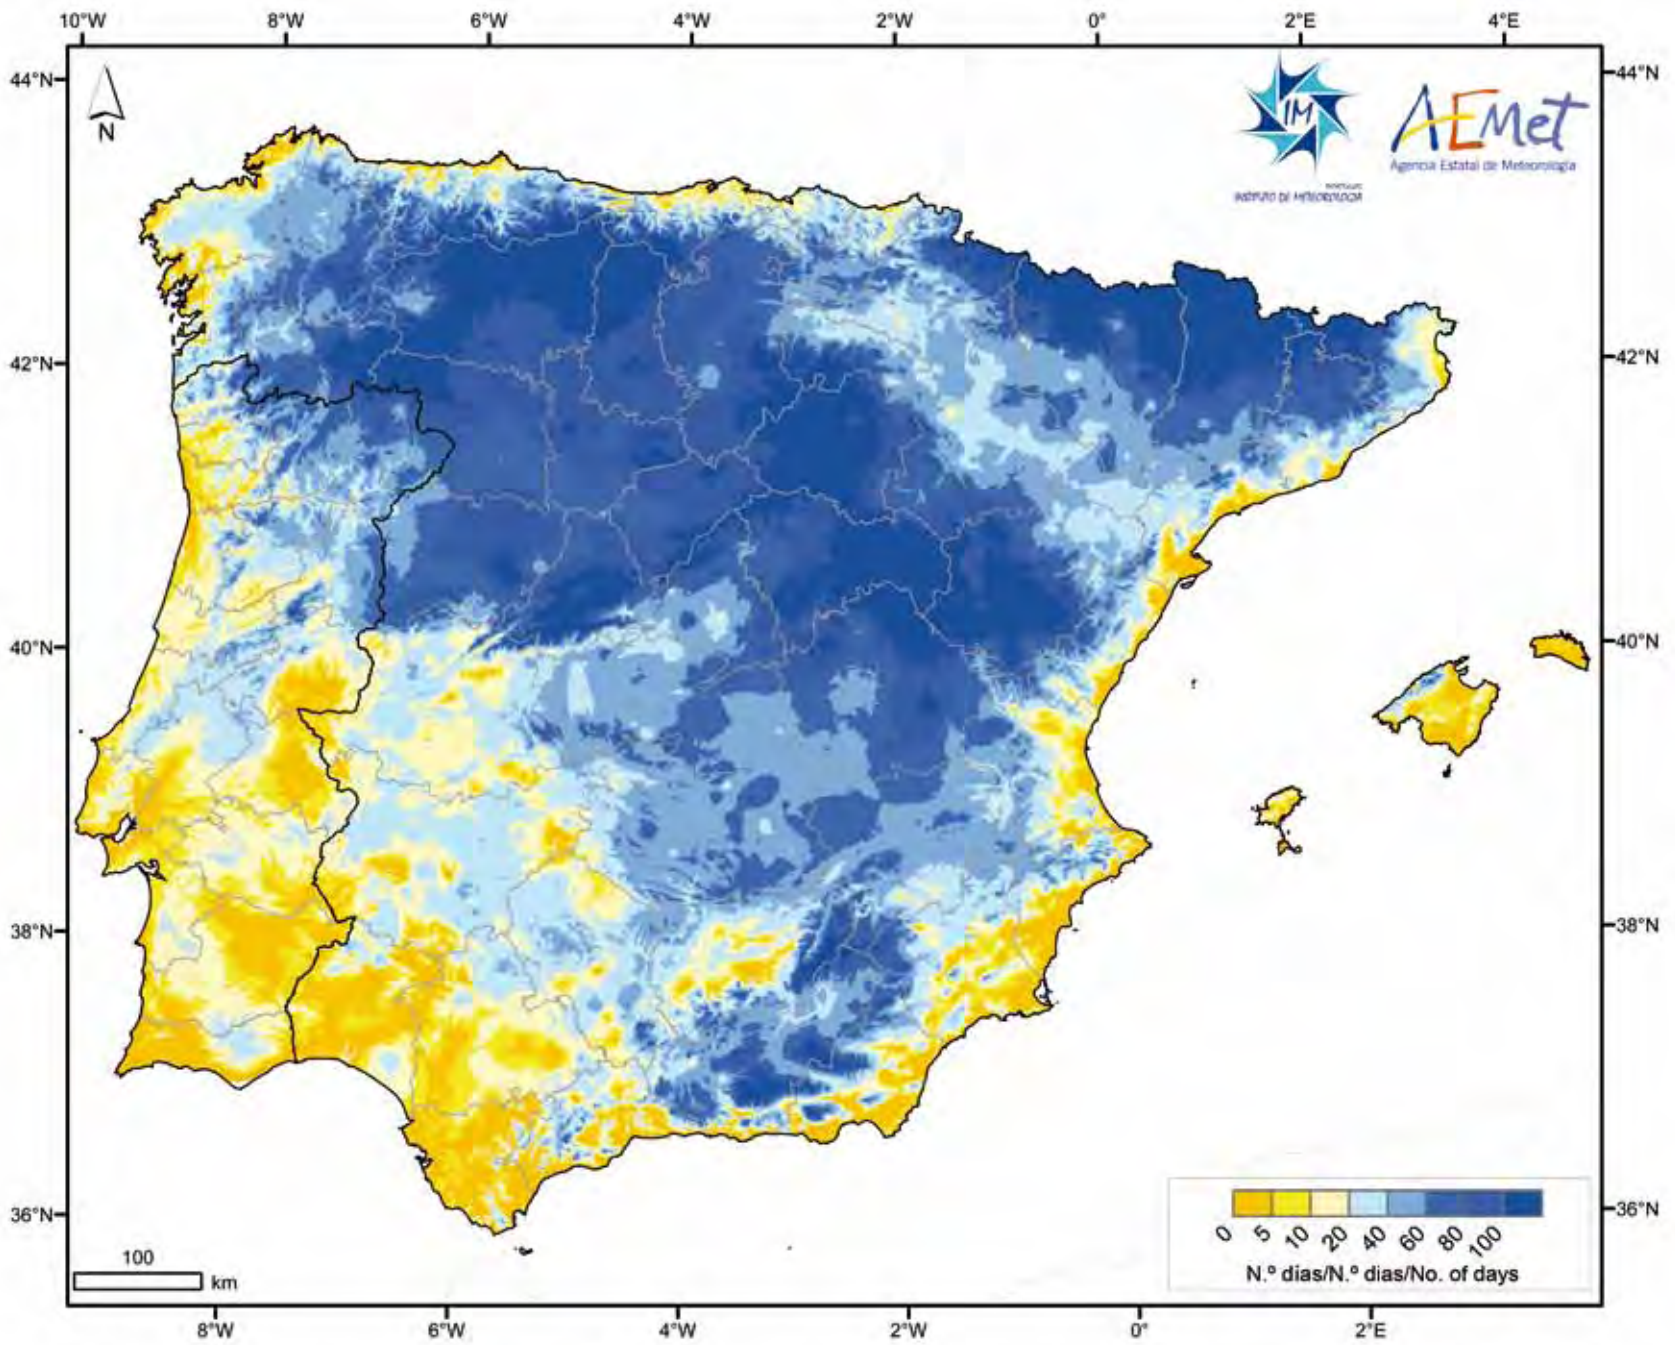 10°W 8°W 6°W 4°W 2°W 0° 2°E 4°E
44°N 44°N
N
IM
AEMet
Agencia Estatal de Meteorología
INSTITUTO DE METEOROLOGIA
42°N 42°N
40°N 40°N
38°N 38°N
36°N 36°N
0 5 10 20 40 60 80 100
N.º dias/N.º dias/No. of days
100
km
8°W 6°W 4°W 2°W 0° 2°E